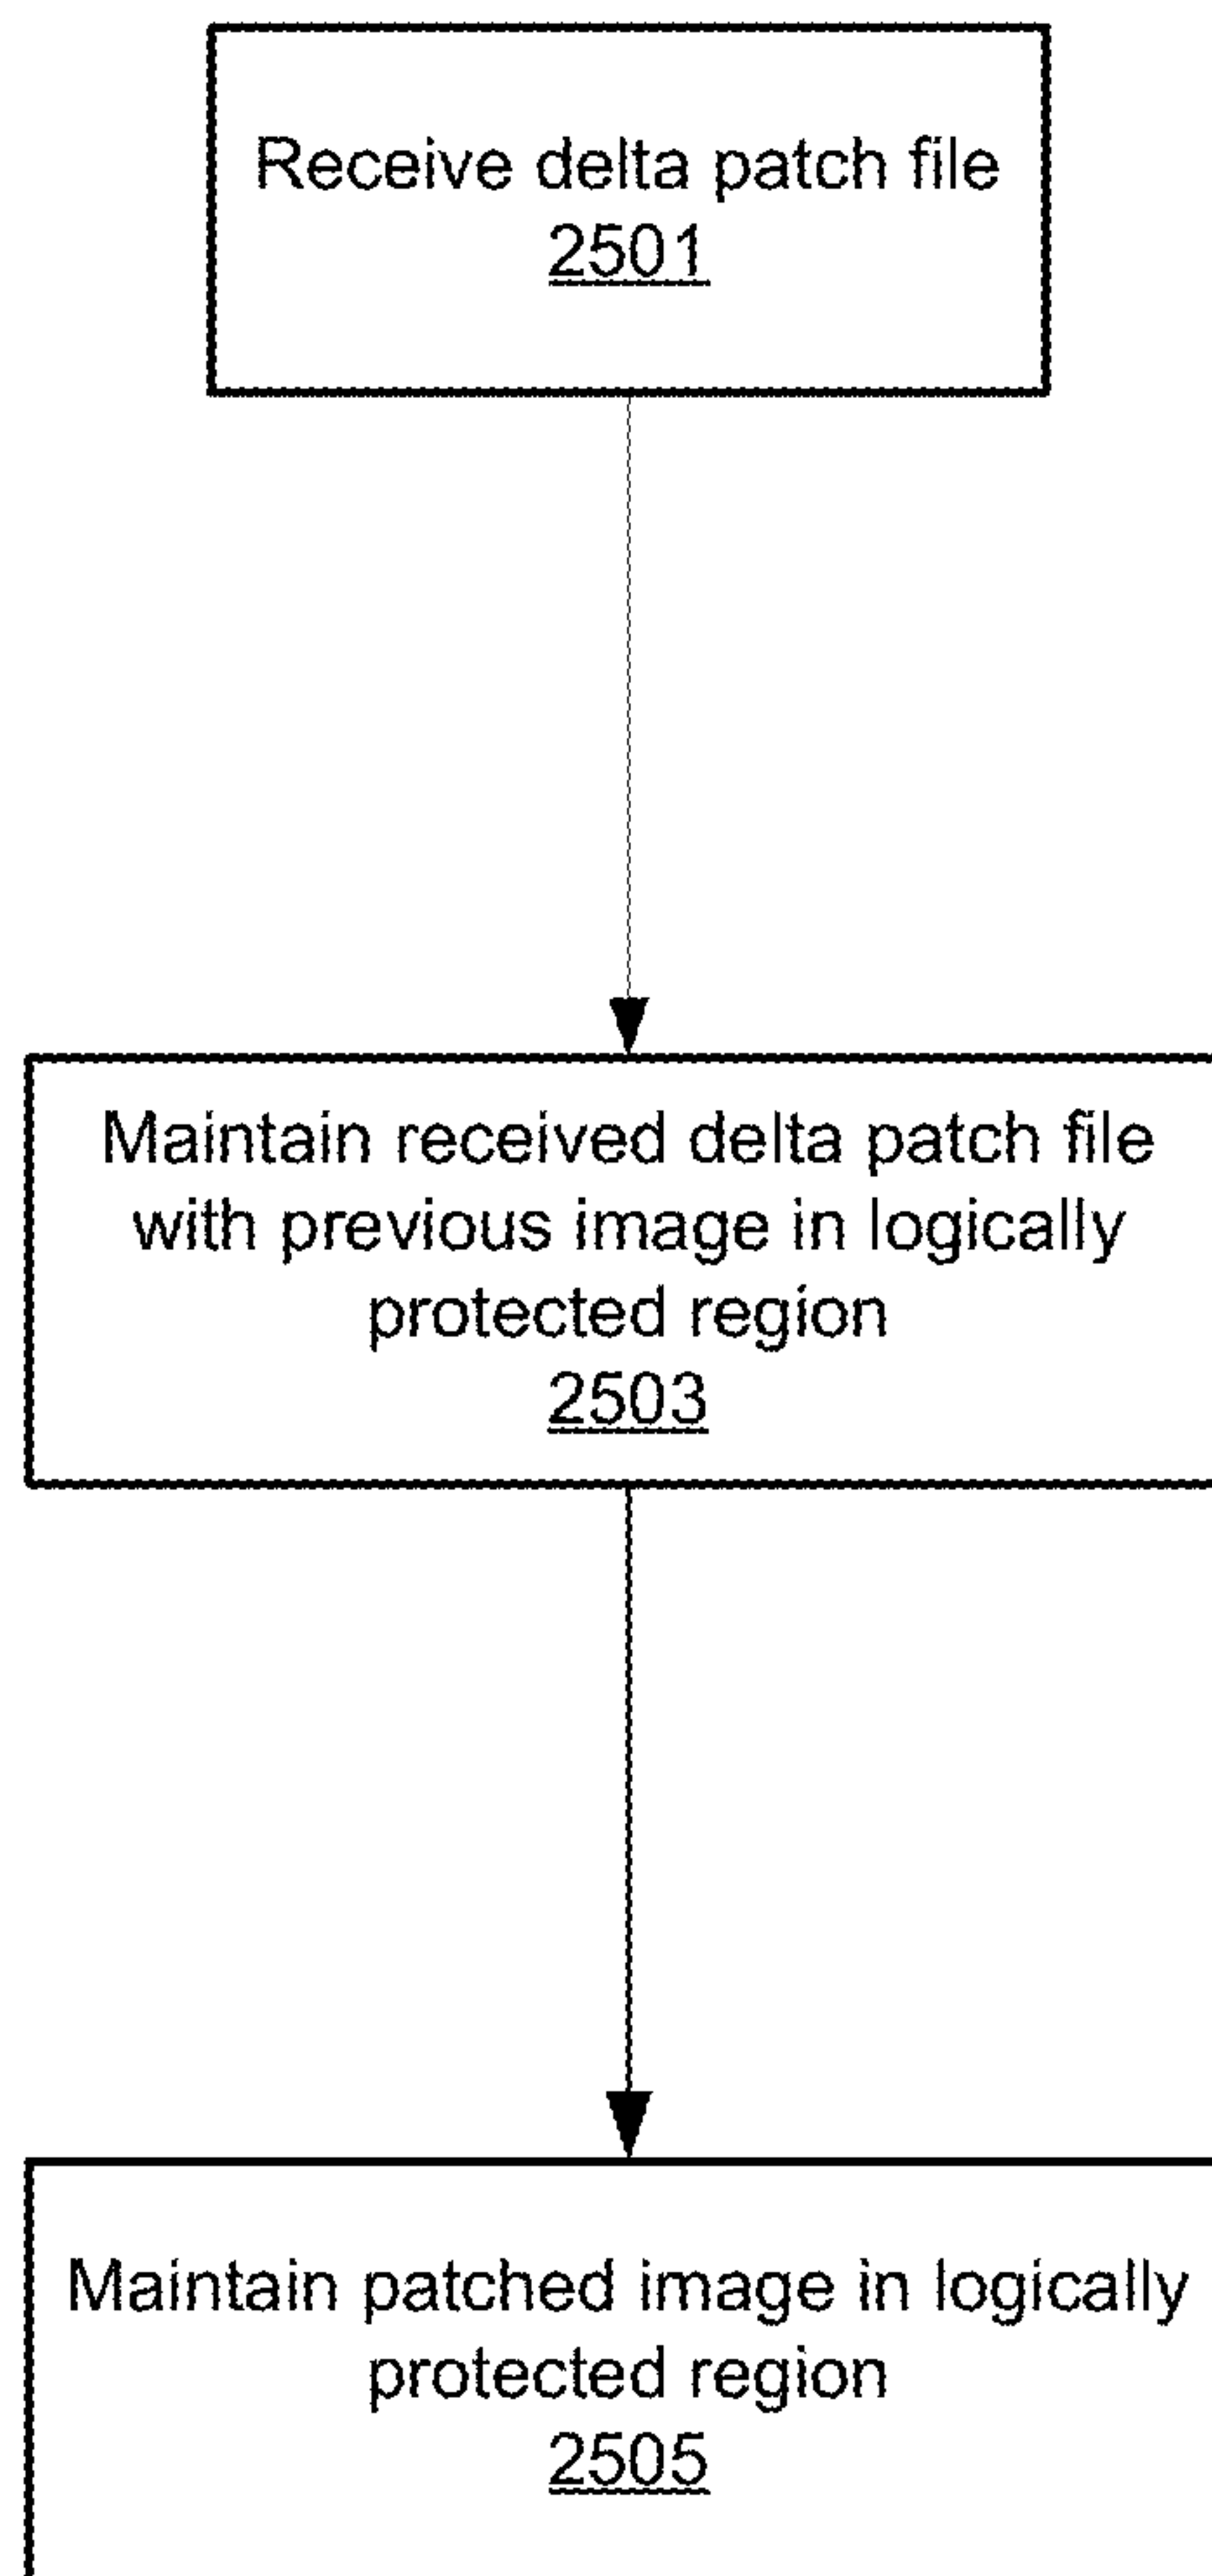 Receive delta patch file
2501
Maintain received delta patch file
with previous image in logically
protected region
2503
Maintain patched image in logically
protected region
2505